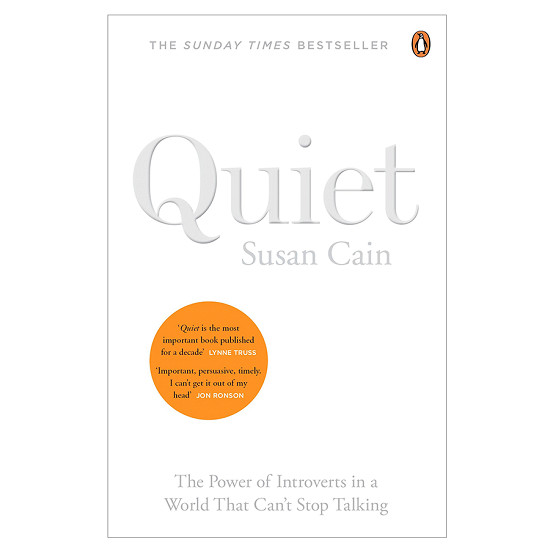 THE SUNDAY TIMES BESTSELLER
Quiet
Susan Cain
‘Quiet is the most
important book published
for a decade’ LYNNE TRUSS
‘Important, persuasive, timely.
I can’t get it out of my
head’ JON RONSON
The Power of Introverts in a
World That Can’t Stop Talking